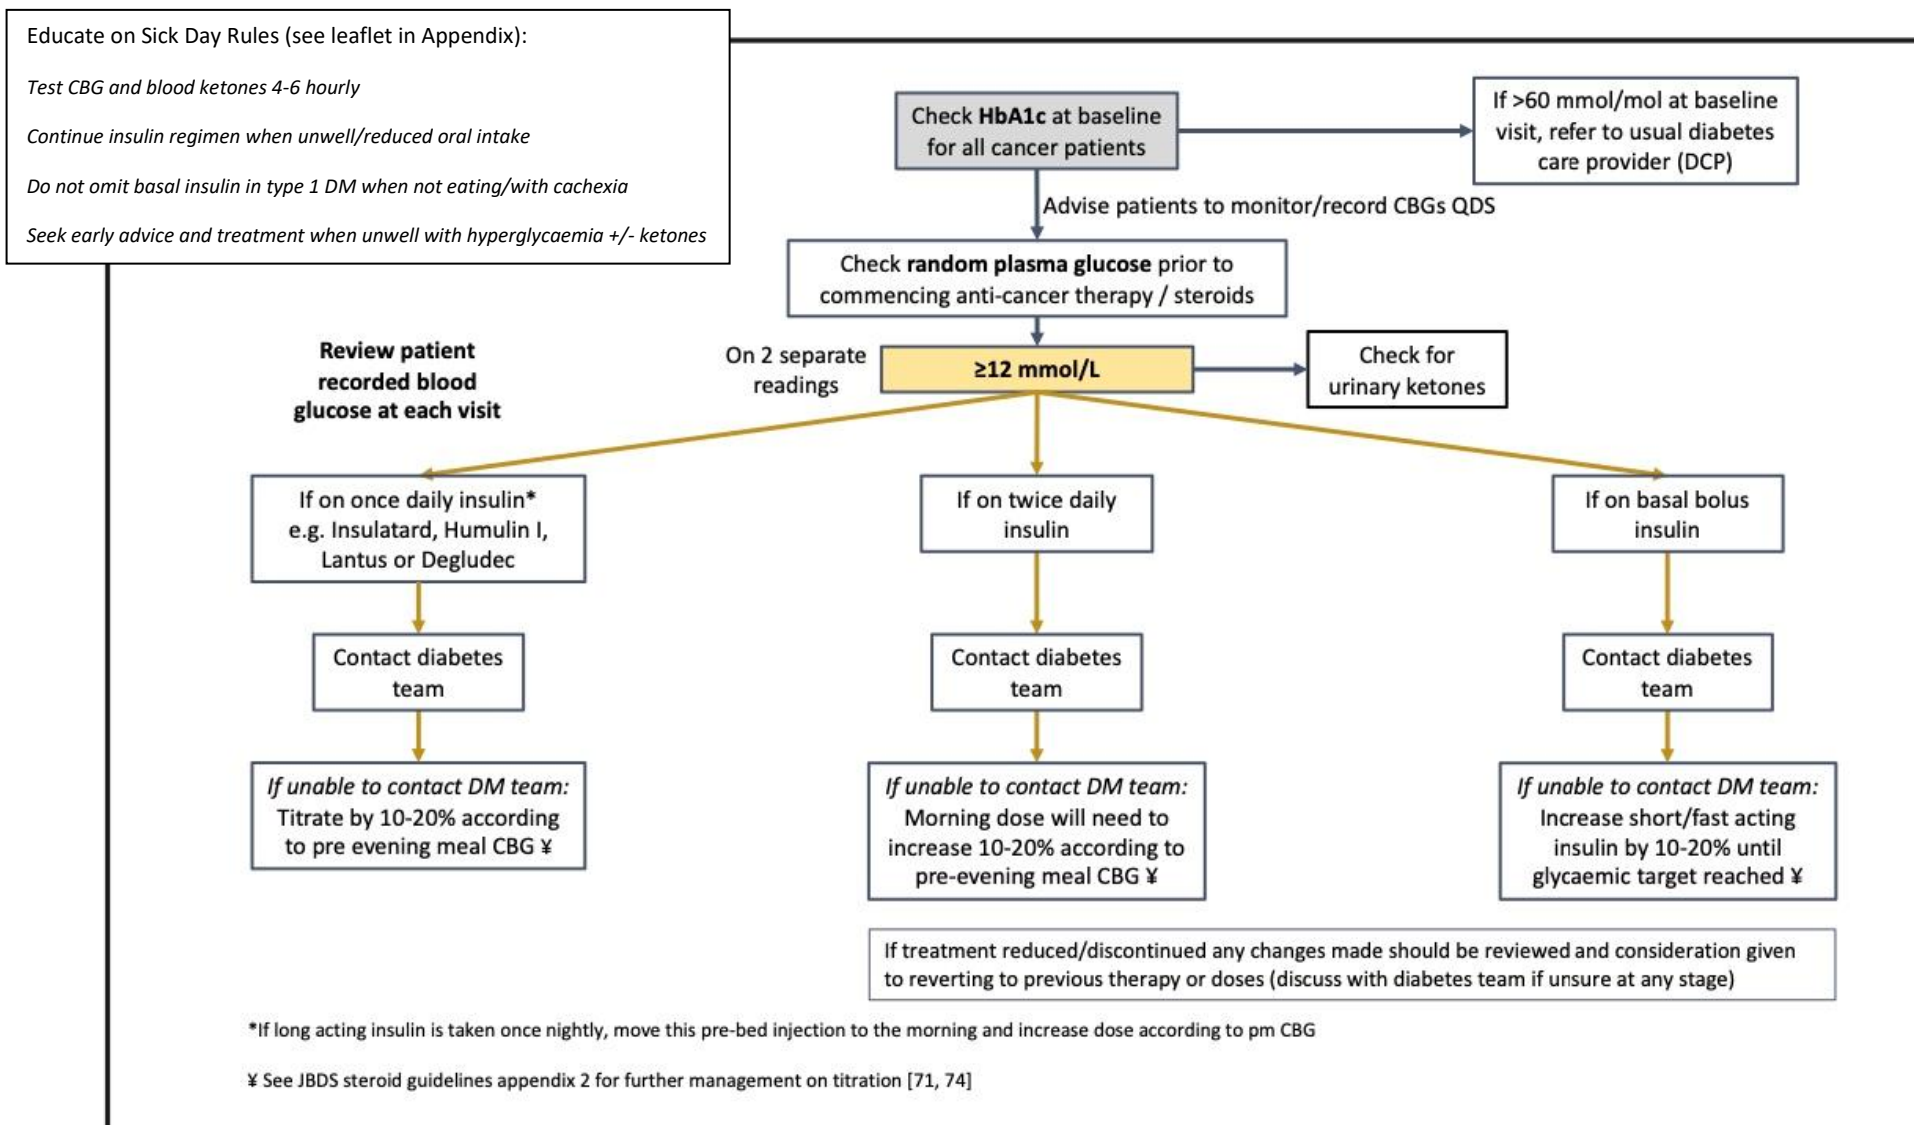 Educate on Sick Day Rules (see leaflet in Appendix):
Test CBG and blood ketones 4-6 hourly
Continue insulin regimen when unwell/reduced oral intake
Do not omit basal insulin in type 1 DM when not eating/with cachexia
Seek early advice and treatment when unwell with hyperglycaemia +/- ketones
Check HbA1c at baseline
for all cancer patients
If >60 mmol/mol at baseline
visit, refer to usual diabetes
care provider (DCP)
Advise patients to monitor/record CBGs QDS
Check random plasma glucose prior to
commencing anti-cancer therapy / steroids
Review patient
recorded blood
glucose at each visit
On 2 separate
readings
≥12 mmol/L
Check for
urinary ketones
If on once daily insulin*
e.g. Insulatard, Humulin I,
Lantus or Degludec
If on twice daily
insulin
If on basal bolus
insulin
Contact diabetes
team
Contact diabetes
team
Contact diabetes
team
If unable to contact DM team:
Titrate by 10-20% according
to pre evening meal CBG ¥
If unable to contact DM team:
Morning dose will need to
increase 10-20% according to
pre-evening meal CBG ¥
If unable to contact DM team:
Increase short/fast acting
insulin by 10-20% until
glycaemic target reached ¥
If treatment reduced/discontinued any changes made should be reviewed and consideration given
to reverting to previous therapy or doses (discuss with diabetes team if unsure at any stage)
*If long acting insulin is taken once nightly, move this pre-bed injection to the morning and increase dose according to pm CBG
¥ See JBDS steroid guidelines appendix 2 for further management on titration [71, 74]